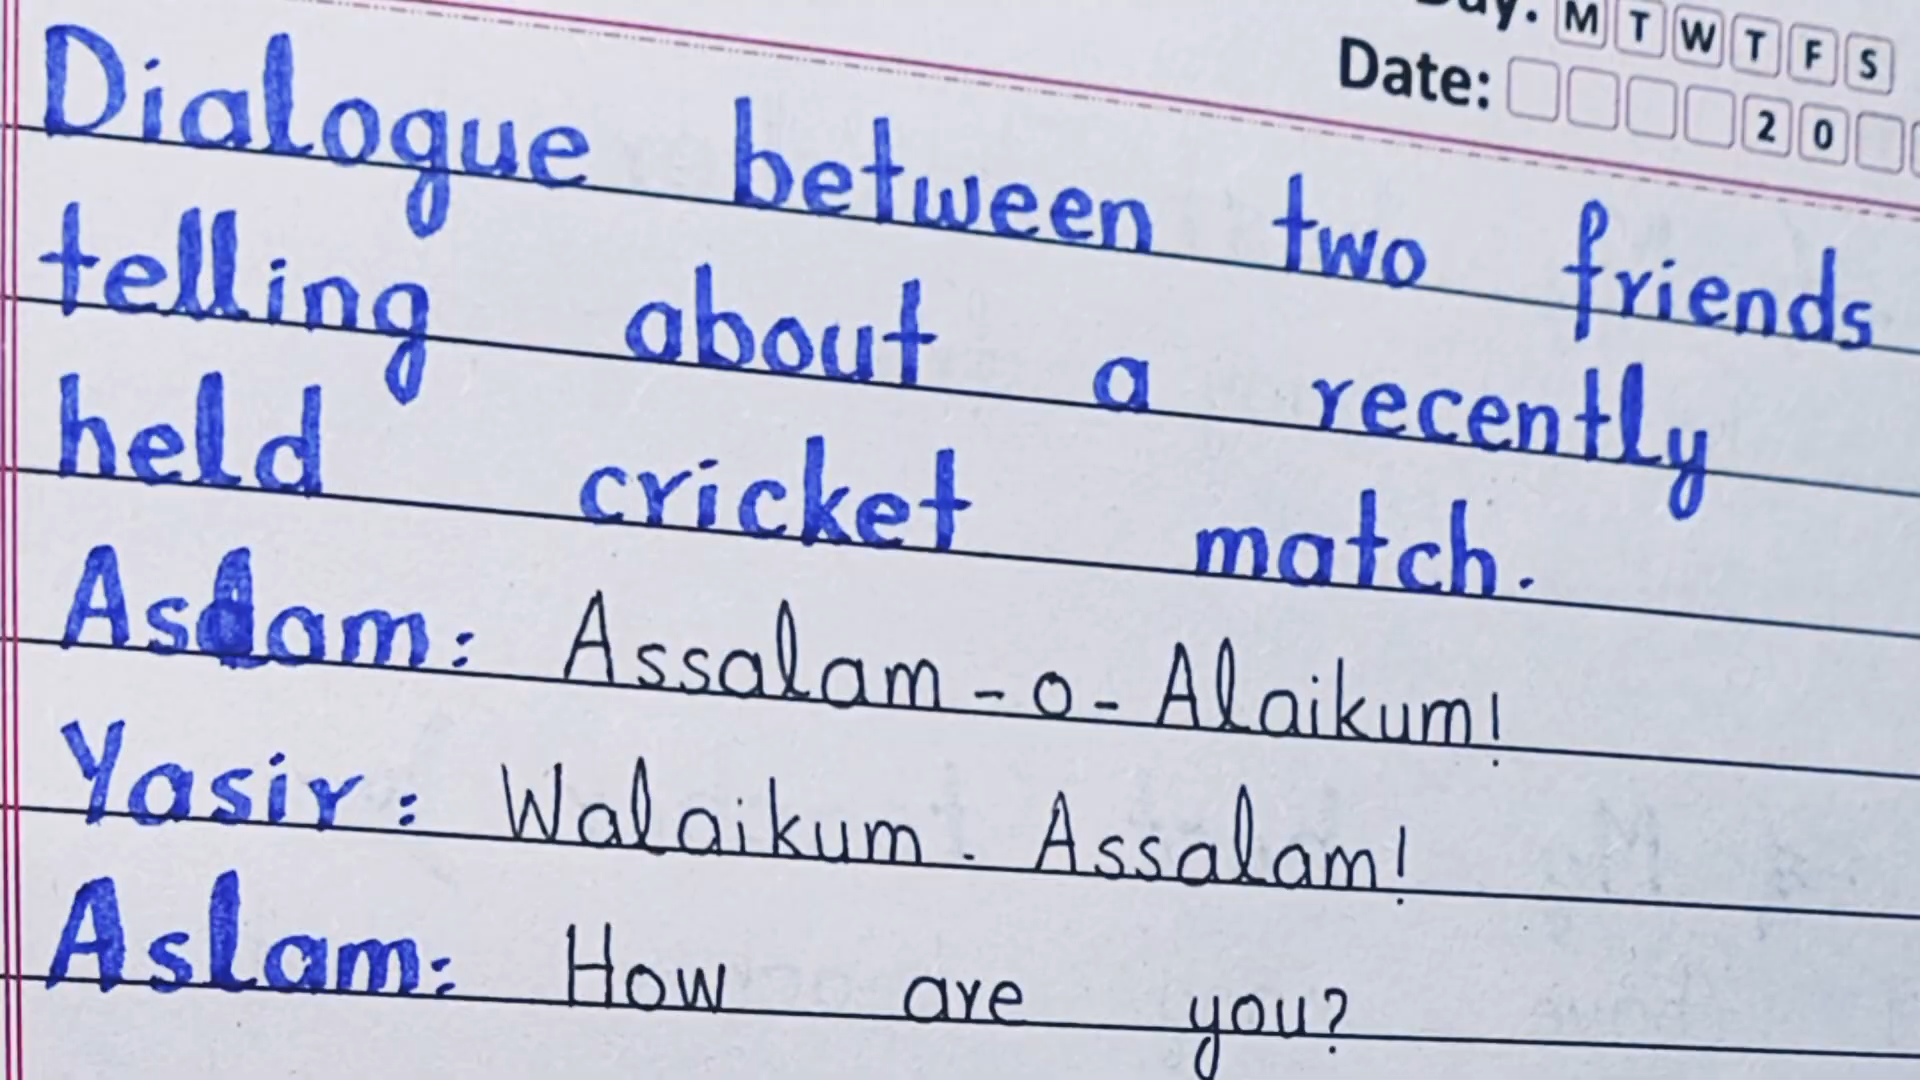 Day: M T W T F S
Date: 2 0
Dialogue between two friends
telling about a recently
held cricket match.
Aslam: Assalam-o-Alaikum!
Yasir: Walaikum. Assalam!
Aslam: How are you?